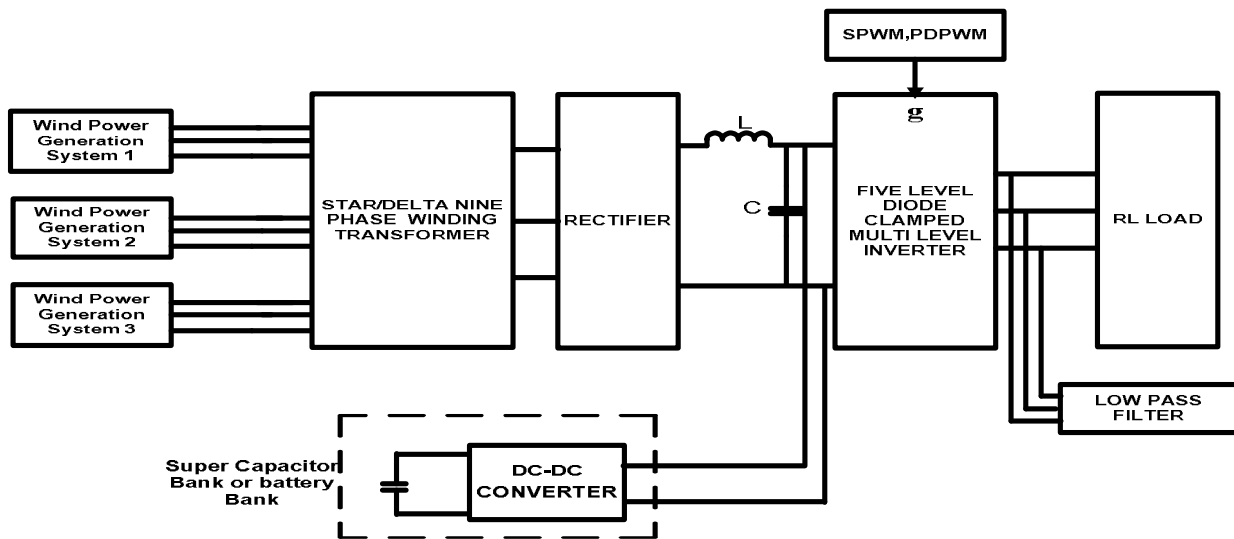 SPWM,PDPWM
g
Wind Power
Generation
System 1
Wind Power
Generation
System 2
Wind Power
Generation
System 3
STAR/DELTA NINE
PHASE WINDING
TRANSFORMER
RECTIFIER
L
C
FIVE LEVEL
DIODE
CLAMPED
MULTI LEVEL
INVERTER
RL LOAD
LOW PASS
FILTER
Super Capacitor
Bank or battery
Bank
DC-DC
CONVERTER